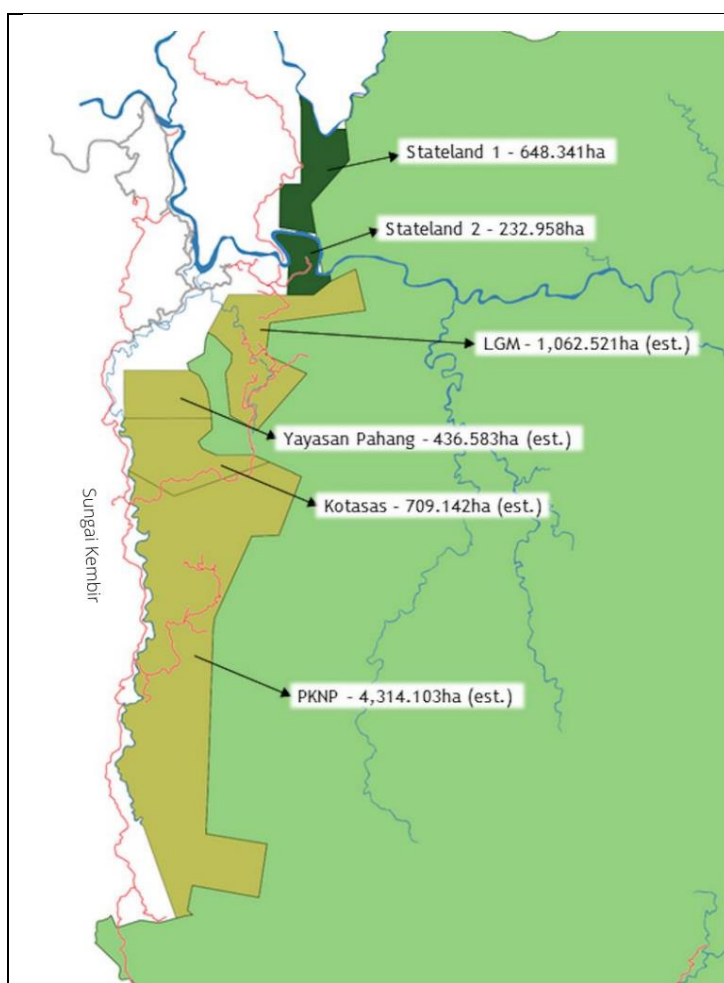 Stateland 1 - 648.341ha
Stateland 2 - 232.958ha
LGM - 1,062.521ha (est.)
Yayasan Pahang - 436.583ha (est.)
Kotasas - 709.142ha (est.)
Sungai Kembir
PKNP - 4,314.103ha (est.)